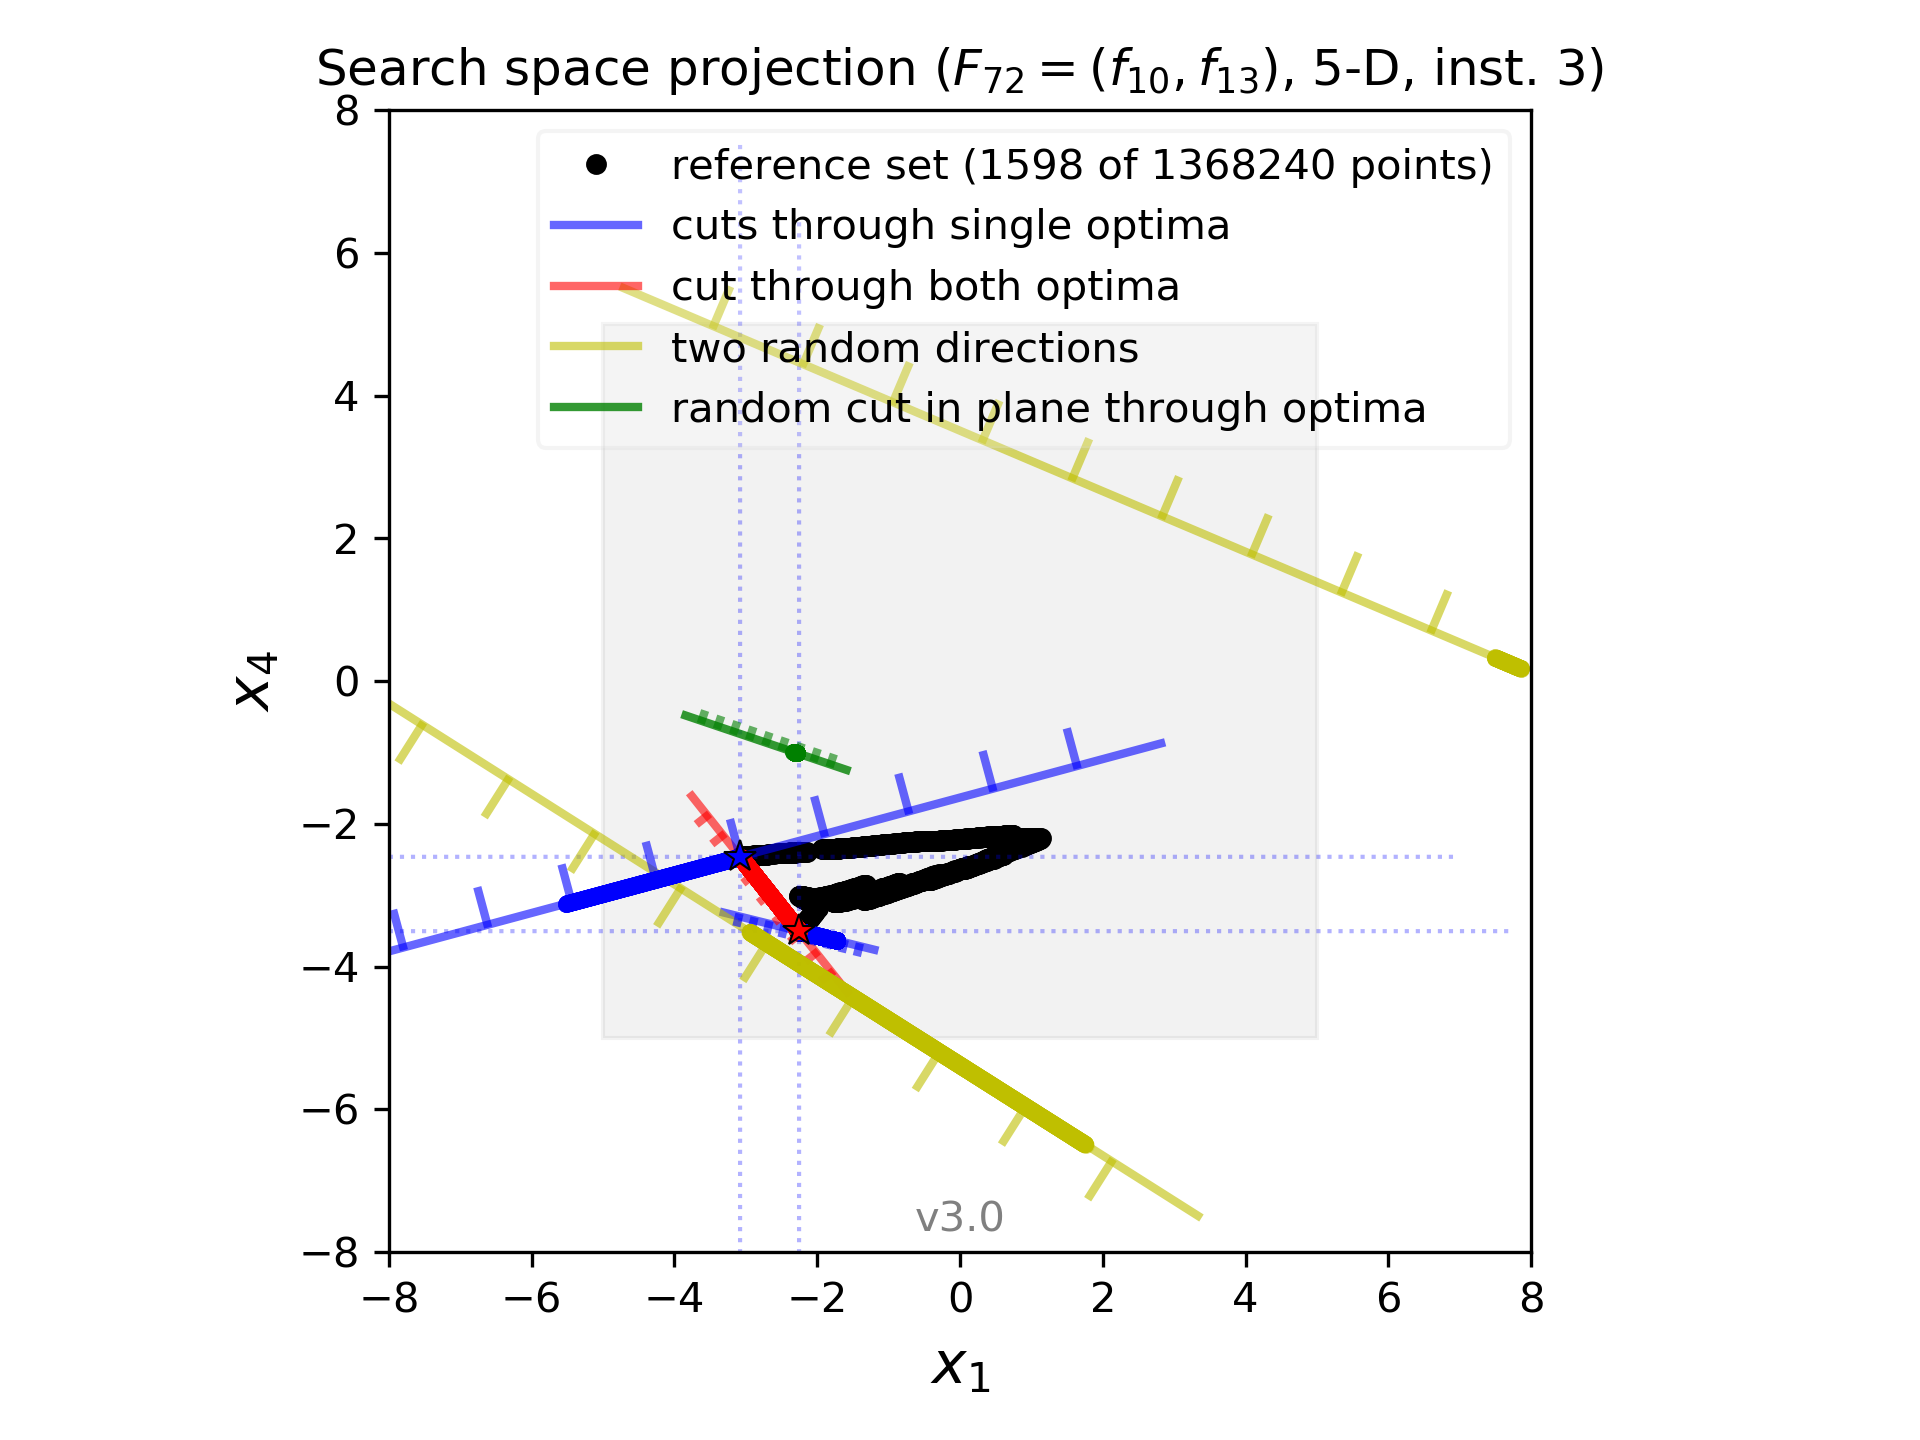 Search space projection (F72 = (f10, f13), 5-D, inst. 3)
reference set (1598 of 1368240 points)
cuts through single optima
cut through both optima
two random directions
random cut in plane through optima
8
6
4
2
0
−2
−4
−6
−8
x4
v3.0
−8 −6 −4 −2 0 2 4 6 8
x1